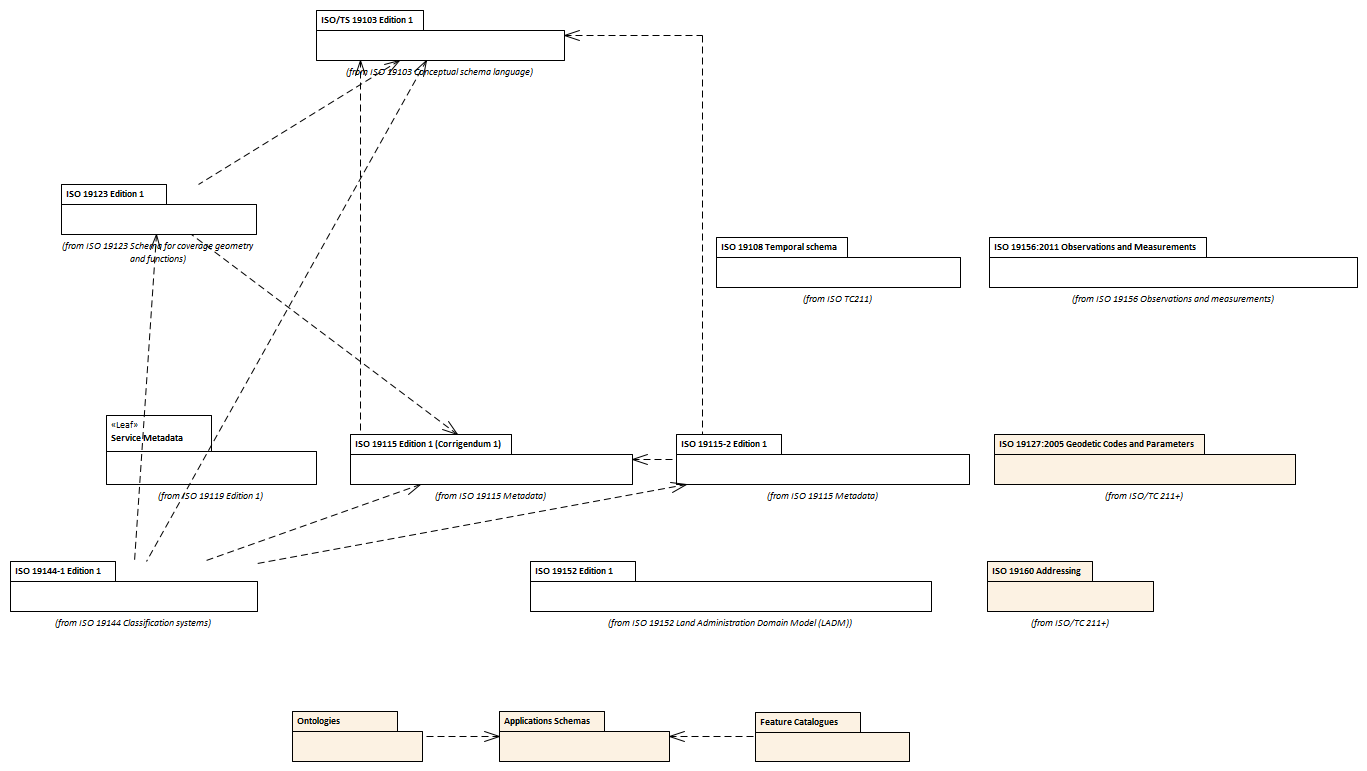 ISO/TS 19103 Edition 1
(from ISO 19103 Conceptual schema language)
ISO 19123 Edition 1
(from ISO 19123 Schema for coverage geometry
and functions)
ISO 19108 Temporal schema
(from ISO TC211)
ISO 19156:2011 Observations and Measurements
(from ISO 19156 Observations and measurements)
«Leaf»
Service Metadata
(from ISO 19119 Edition 1)
ISO 19115 Edition 1 (Corrigendum 1)
(from ISO 19115 Metadata)
ISO 19115-2 Edition 1
(from ISO 19115 Metadata)
ISO 19127:2005 Geodetic Codes and Parameters
(from ISO/TC 211+)
ISO 19144-1 Edition 1
(from ISO 19144 Classification systems)
ISO 19152 Edition 1
(from ISO 19152 Land Administration Domain Model (LADM))
ISO 19160 Addressing
(from ISO/TC 211+)
Ontologies
Applications Schemas
Feature Catalogues